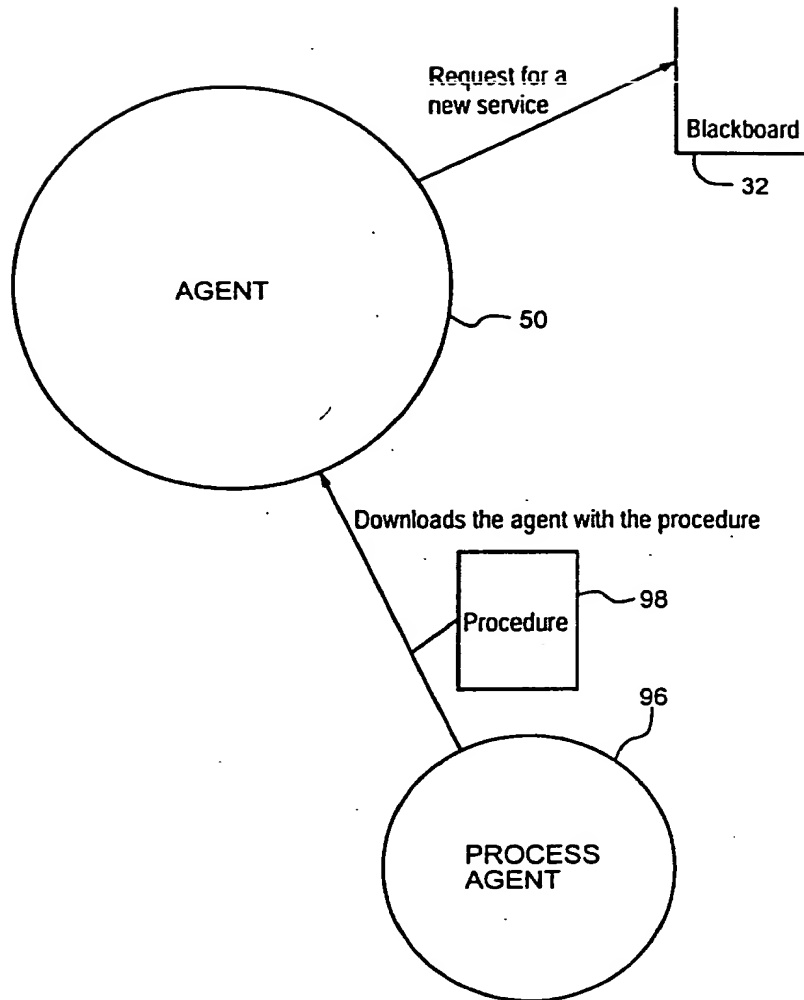 Request for a
new service
Blackboard
32
AGENT
50
Downloads the agent with the procedure
Procedure
98
96
PROCESS
AGENT